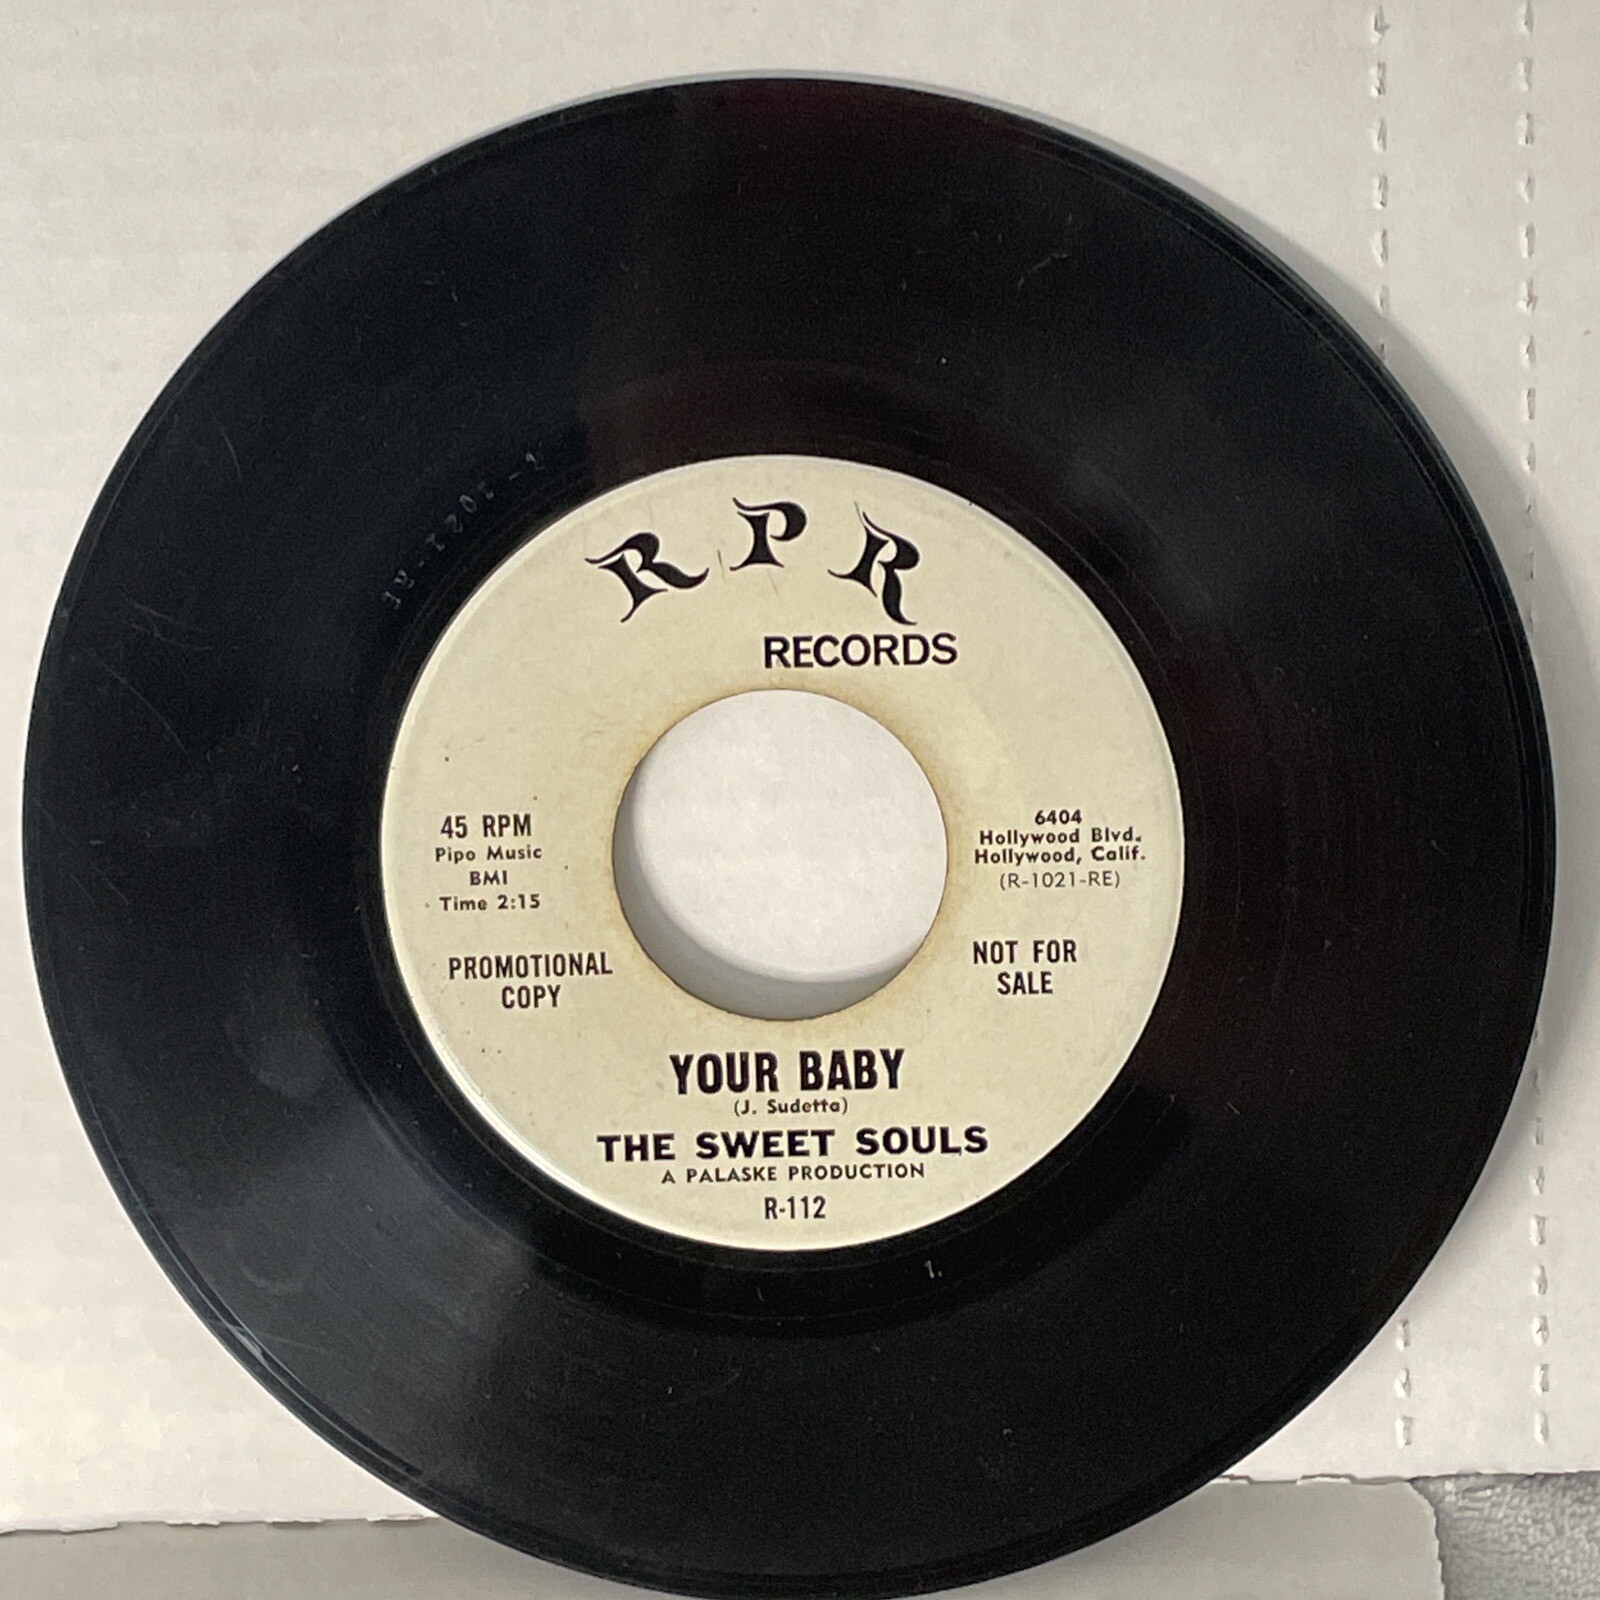 R P R
RECORDS
45 RPM
Pipo Music
BMI
Time 2:15
PROMOTIONAL
COPY
6404
Hollywood Blvd.
Hollywood, Calif.
(R-1021-RE)
NOT FOR
SALE
YOUR BABY
(J. Sudetta)
THE SWEET SOULS
A PALASKE PRODUCTION
R-112
1.